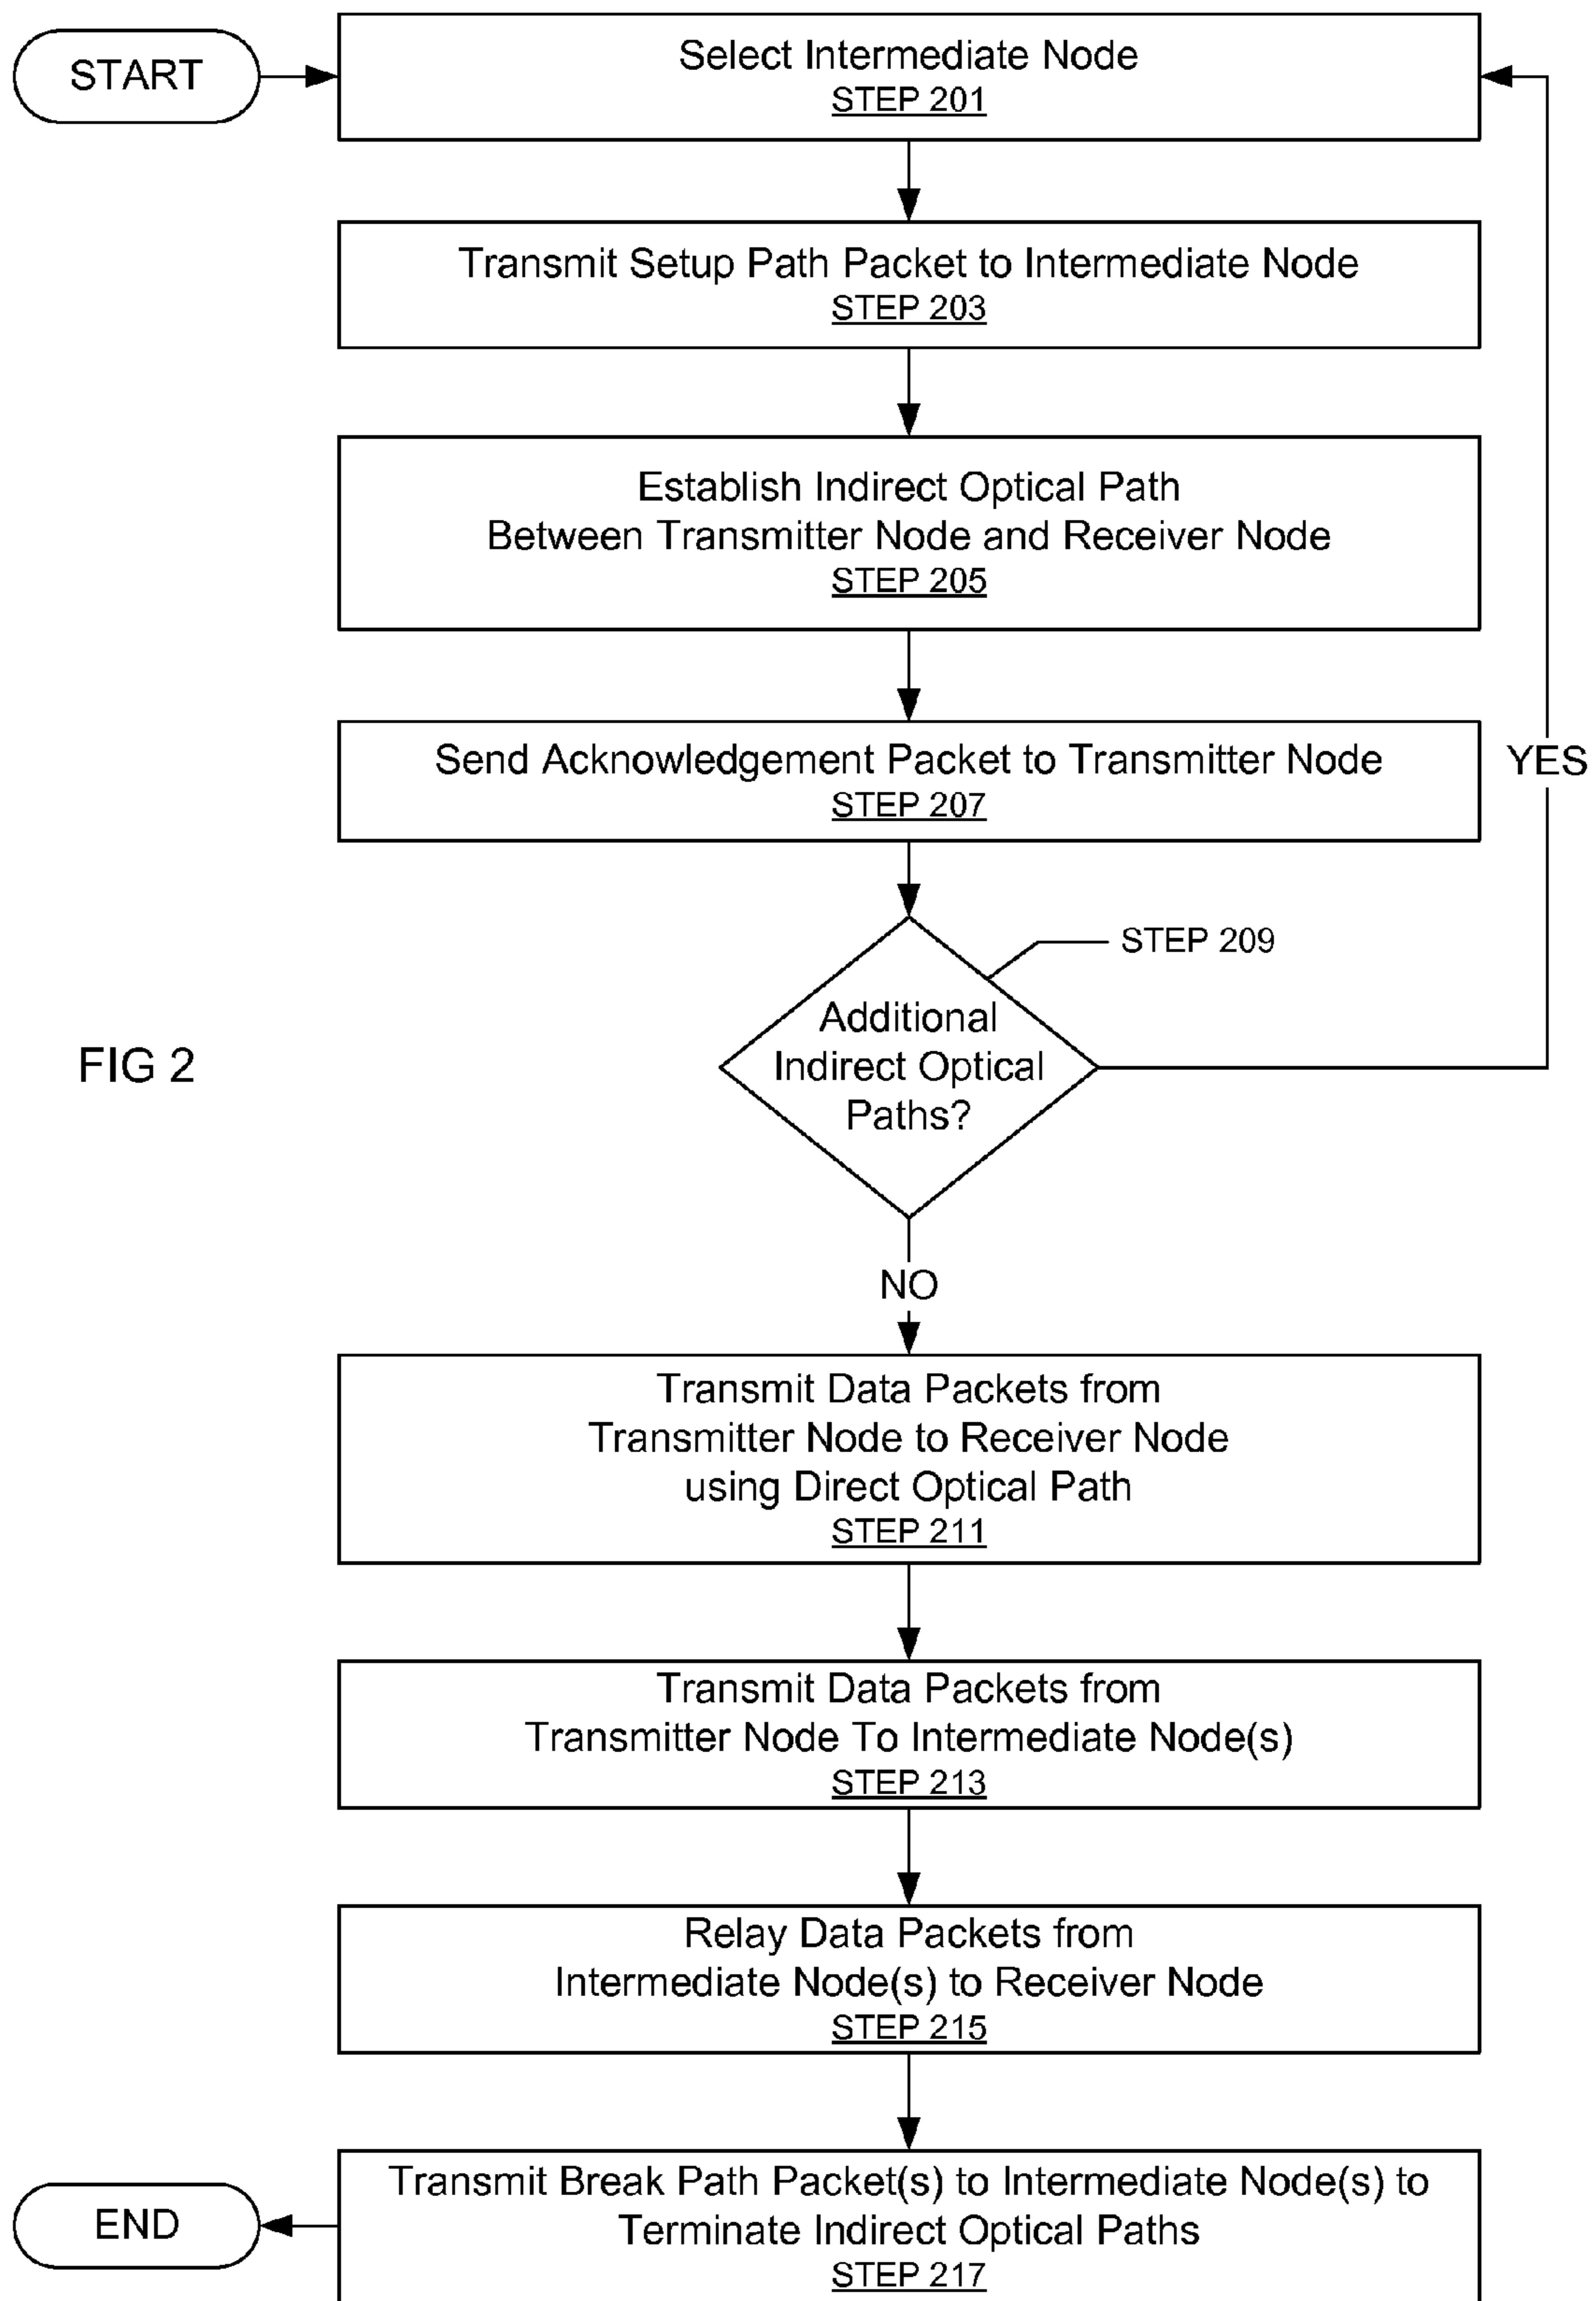 START
Select Intermediate Node
STEP 201
Transmit Setup Path Packet to Intermediate Node
STEP 203
Establish Indirect Optical Path
Between Transmitter Node and Receiver Node
STEP 205
Send Acknowledgement Packet to Transmitter Node
STEP 207
YES
STEP 209
Additional
Indirect Optical
Paths?
FIG 2
NO
Transmit Data Packets from
Transmitter Node to Receiver Node
using Direct Optical Path
STEP 211
Transmit Data Packets from
Transmitter Node To Intermediate Node(s)
STEP 213
Relay Data Packets from
Intermediate Node(s) to Receiver Node
STEP 215
Transmit Break Path Packet(s) to Intermediate Node(s) to
Terminate Indirect Optical Paths
STEP 217
END